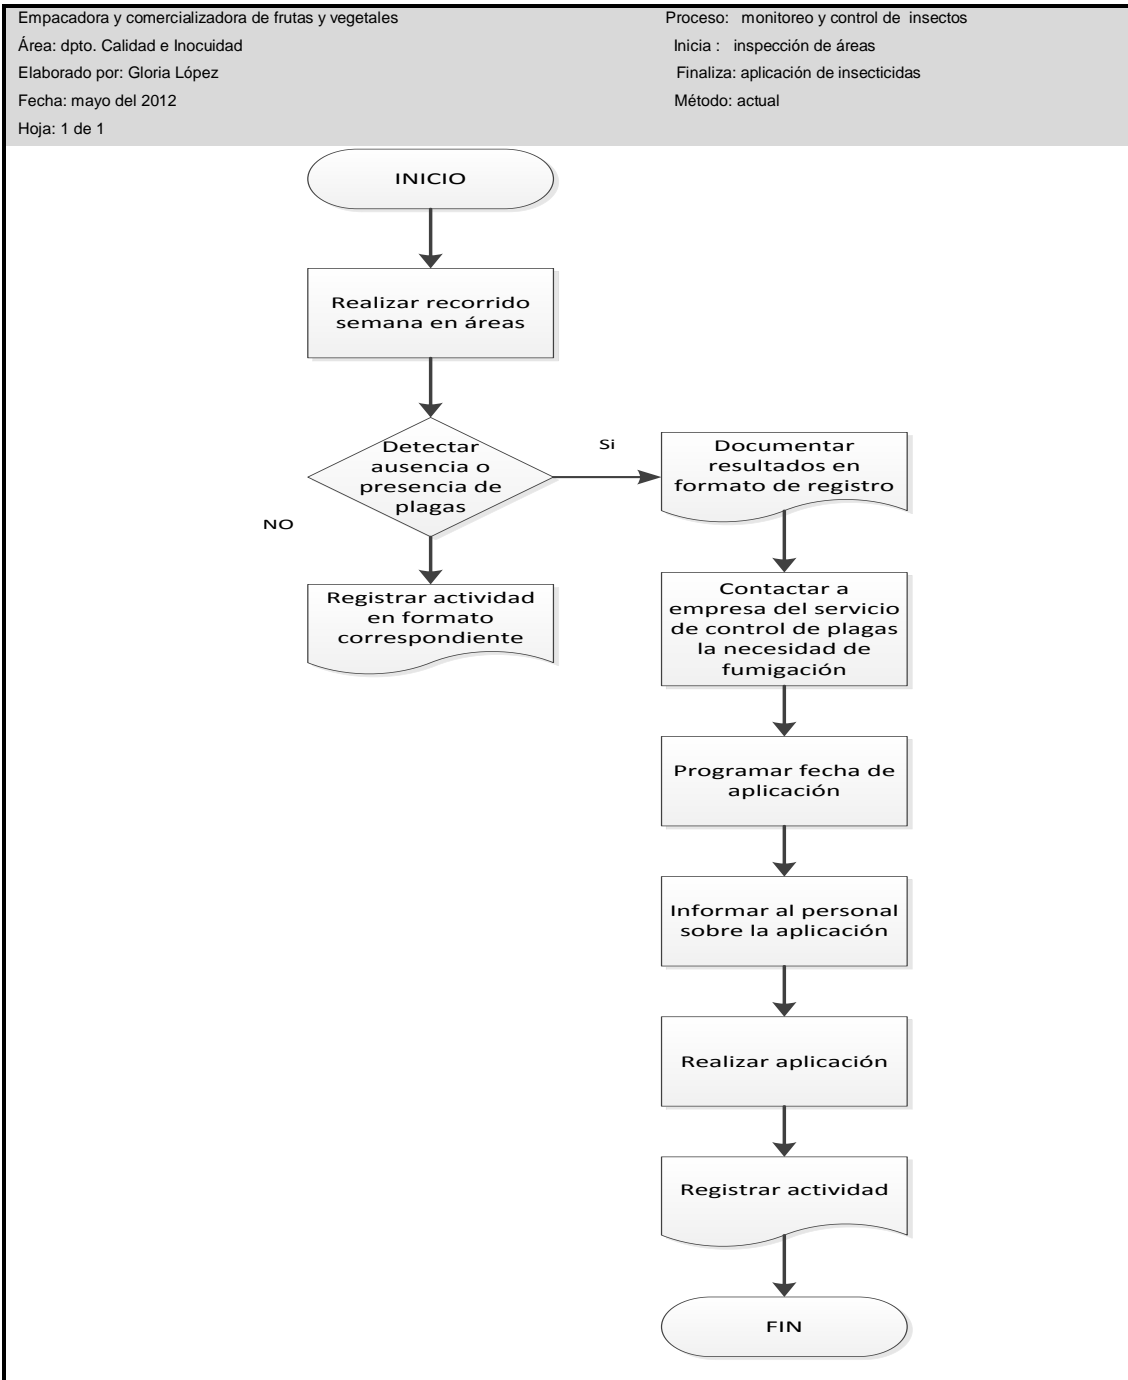 Empacadora y comercializadora de frutas y vegetales
Proceso: monitoreo y control de insectos
Área: dpto. Calidad e Inocuidad
Inicia : inspección de áreas
Elaborado por: Gloria López
Finaliza: aplicación de insecticidas
Fecha: mayo del 2012
Método: actual
Hoja: 1 de 1
INICIO
Realizar recorrido
semana en áreas
Detectar
ausencia o
presencia de
plagas
Si
NO
Documentar
resultados en
formato de registro
Registrar actividad
en formato
correspondiente
Contactar a
empresa del servicio
de control de plagas
la necesidad de
fumigación
Programar fecha de
aplicación
Informar al personal
sobre la aplicación
Realizar aplicación
Registrar actividad
FIN